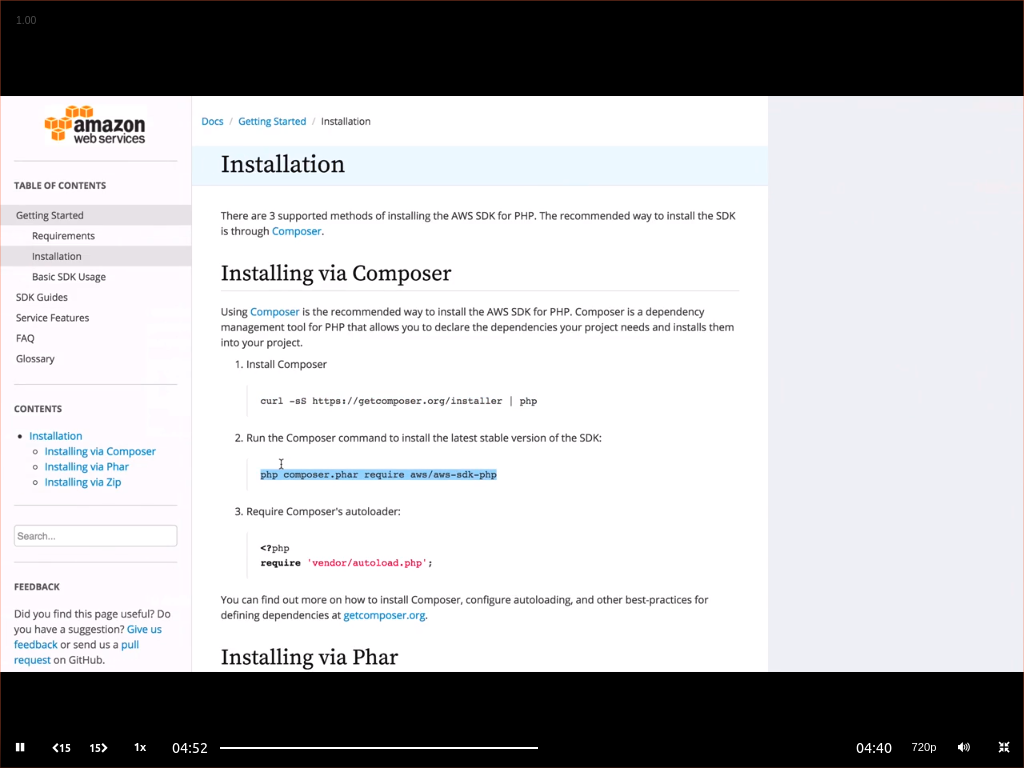 1.00
amazon
web services
TABLE OF CONTENTS
Getting Started
Requirements
Installation
Basic SDK Usage
SDK Guides
Service Features
FAQ
Glossary
CONTENTS
Installation
Installing via Composer
Installing via Phar
Installing via Zip
Search...
FEEDBACK
Did you find this page useful? Do
you have a suggestion? Give us
feedback or send us a pull
request on GitHub.
Docs / Getting Started / Installation
Installation
There are 3 supported methods of installing the AWS SDK for PHP. The recommended way to install the SDK
is through Composer.
Installing via Composer
Using Composer is the recommended way to install the AWS SDK for PHP. Composer is a dependency
management tool for PHP that allows you to declare the dependencies your project needs and installs them
into your project.
1. Install Composer
curl -sS https://getcomposer.org/installer | php
2. Run the Composer command to install the latest stable version of the SDK:
php composer.phar require aws/aws-sdk-php
3. Require Composer's autoloader:
<?php
require 'vendor/autoload.php';
You can find out more on how to install Composer, configure autoloading, and other best-practices for
defining dependencies at getcomposer.org.
Installing via Phar
15 15 1x 04:52 04:40 720p